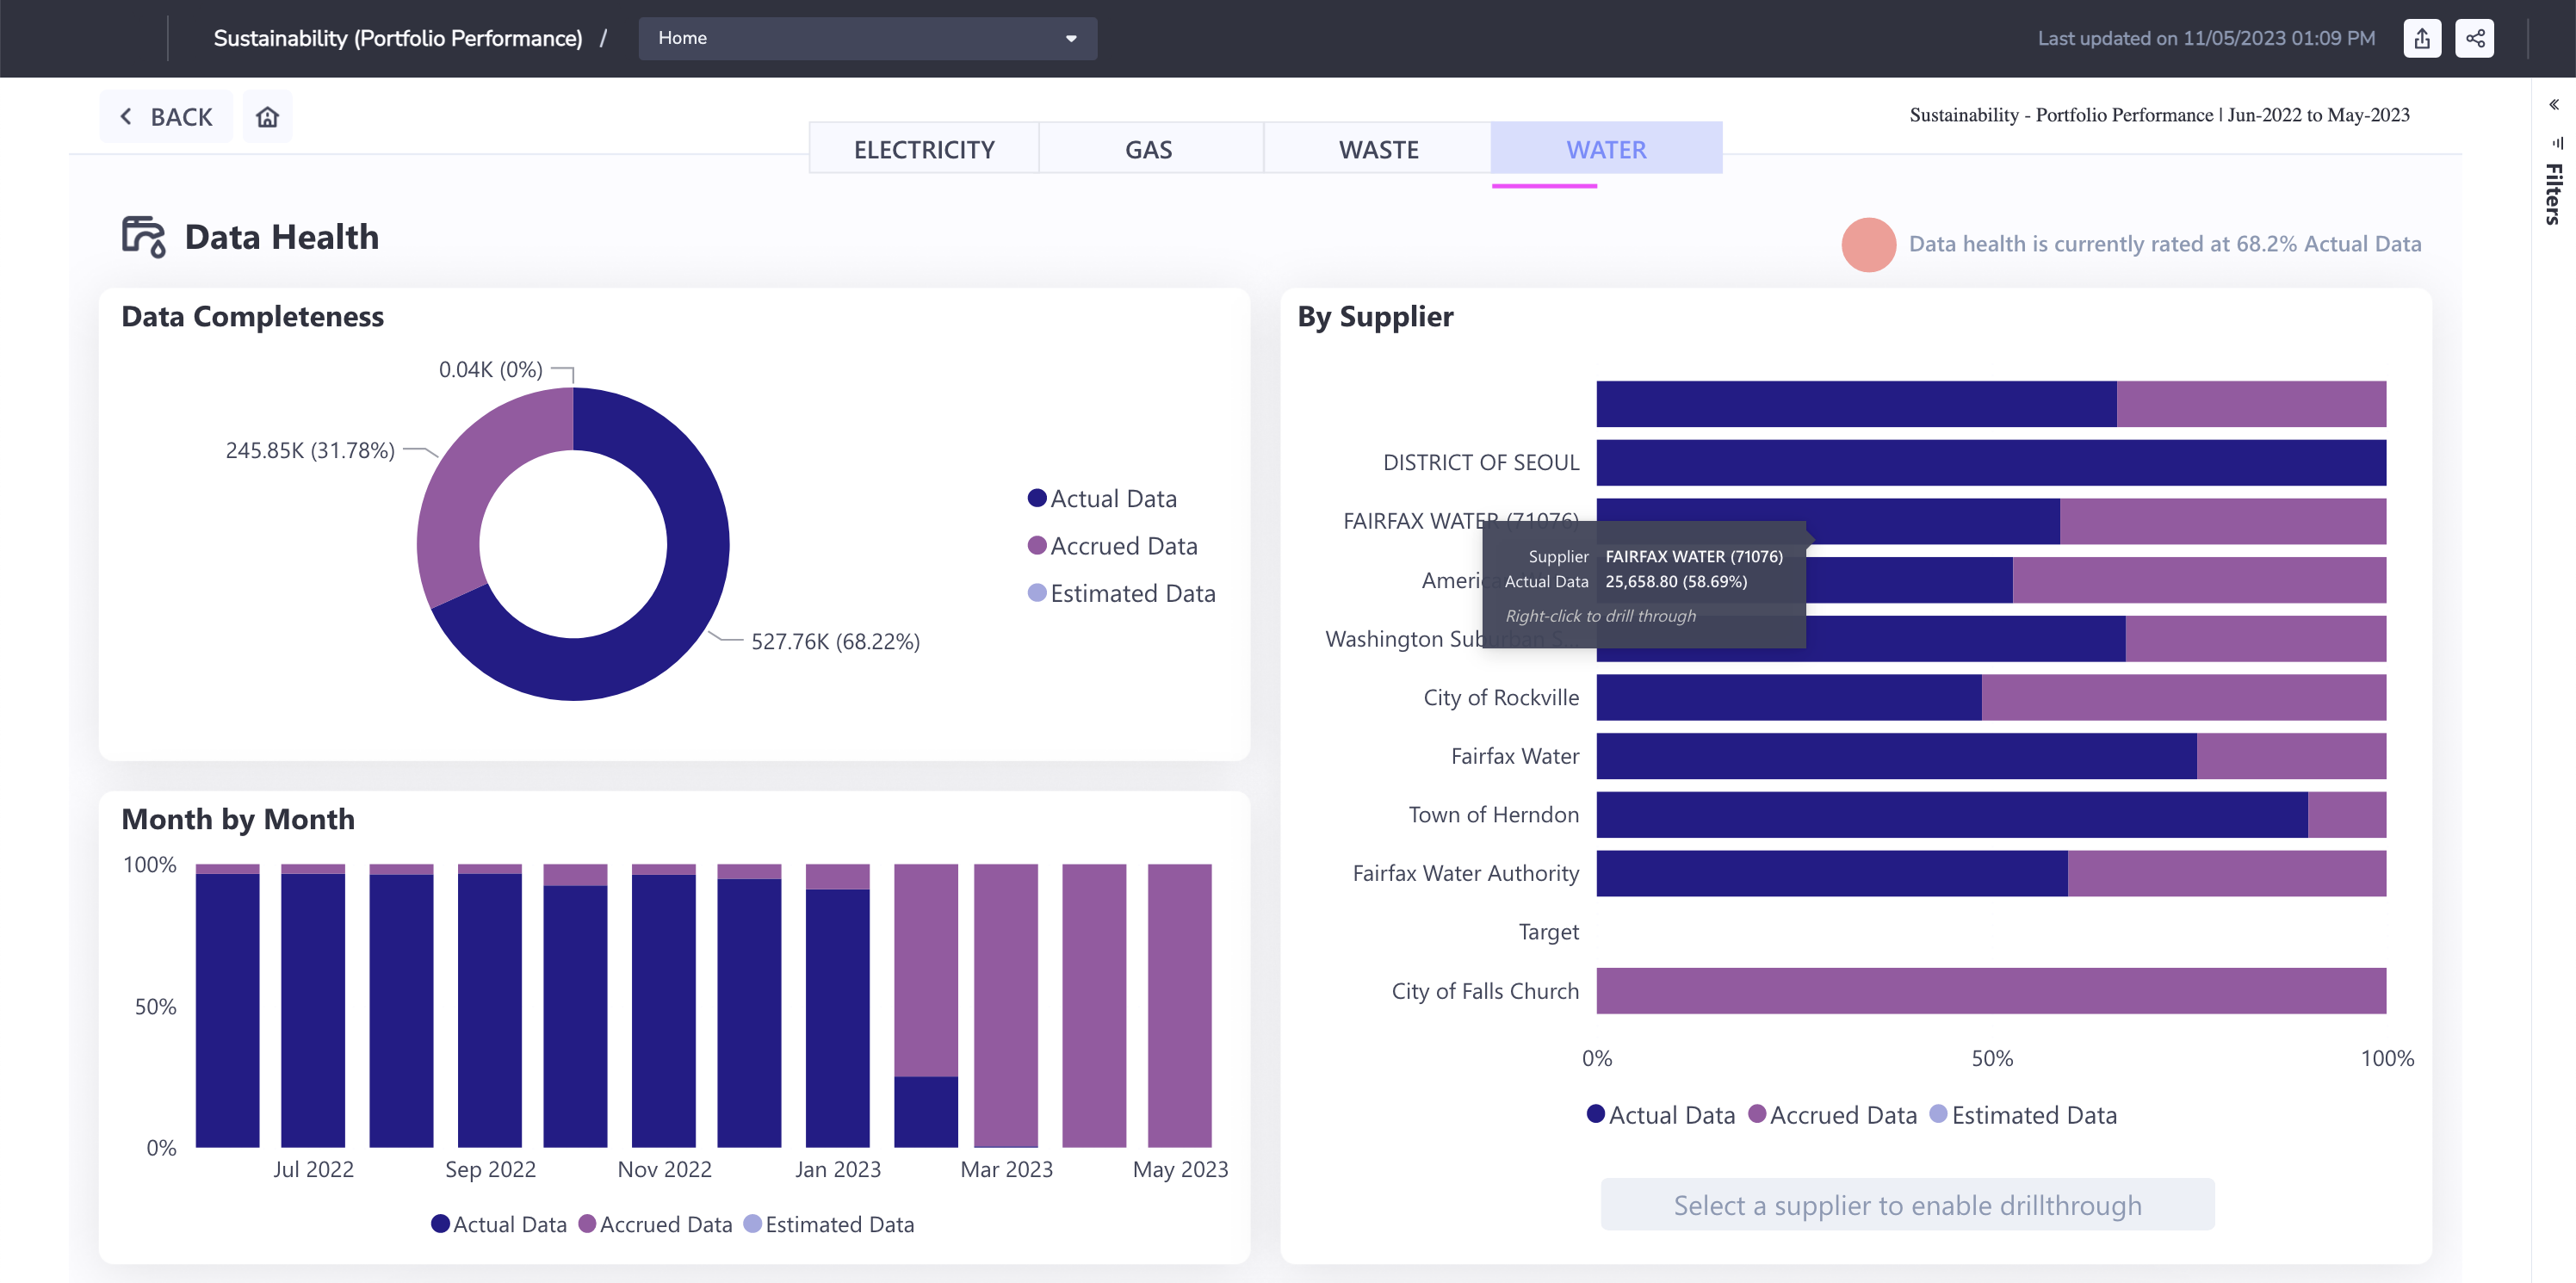 Sustainability (Portfolio Performance) / Home
Last updated on 11/05/2023 01:09 PM
BACK
Sustainability - Portfolio Performance | Jun-2022 to May-2023
ELECTRICITY GAS WASTE WATER
Filters
Data Health
Data health is currently rated at 68.2% Actual Data
Data Completeness
0.04K (0%)
245.85K (31.78%)
527.76K (68.22%)
Actual Data
Accrued Data
Estimated Data
Month by Month
100%
50%
0%
Jul 2022 Sep 2022 Nov 2022 Jan 2023 Mar 2023 May 2023
Actual Data Accrued Data Estimated Data
By Supplier
DISTRICT OF SEOUL
FAIRFAX WATER (71076)
Supplier FAIRFAX WATER (71076)
Actual Data 25,658.80 (58.69%)
Right-click to drill through
Washington Suburban S...
City of Rockville
Fairfax Water
Town of Herndon
Fairfax Water Authority
Target
City of Falls Church
0% 50% 100%
Actual Data Accrued Data Estimated Data
Select a supplier to enable drillthrough